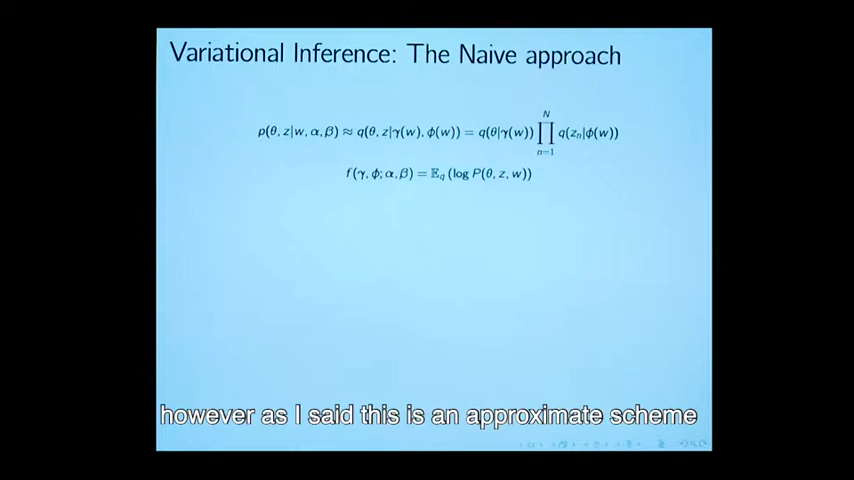 Variational Inference: The Naive approach
p(θ, z|w, α, β) ≈ q(θ, z|γ(w), ϕ(w)) = q(θ|γ(w)) ∏_{n=1}^{N} q(z_n|ϕ(w))
f(γ, ϕ; α, β) = 𝔼_q (log P(θ, z, w))
however as I said this is an approximate scheme